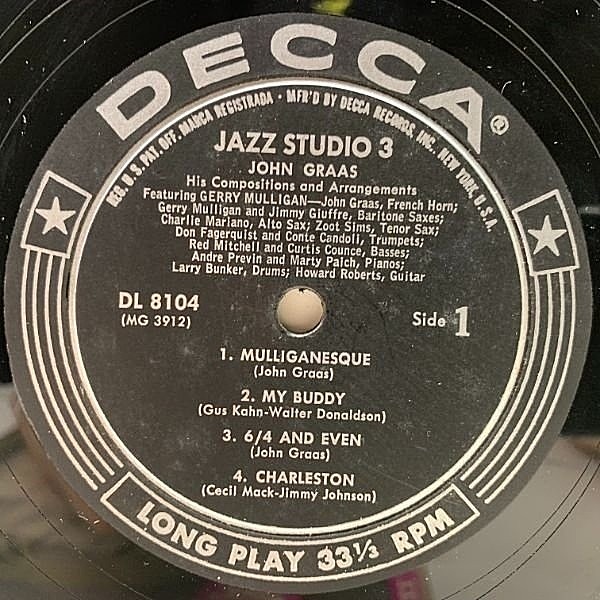 DECCA®
REG. U.S. PAT. OFF. MARCA REGISTRADA • MFR'D BY DECCA RECORDS, INC., NEW YORK, U.S.A.
JAZZ STUDIO 3
JOHN GRAAS
His Compositions and Arrangements
Featuring GERRY MULLIGAN—John Graas, French Horn;
Gerry Mulligan and Jimmy Giuffre, Baritone Saxes;
Charlie Mariano, Alto Sax; Zoot Sims, Tenor Sax;
Don Fagerquist and Conte Candoli, Trumpets;
Red Mitchell and Curtis Counce, Basses;
Andre Previn and Marty Paich, Pianos;
Larry Bunker, Drums; Howard Roberts, Guitar
DL 8104
(MG 3912)
Side 1
1. MULLIGANESQUE
(John Graas)
2. MY BUDDY
(Gus Kahn-Walter Donaldson)
3. 6/4 AND EVEN
(John Graas)
4. CHARLESTON
(Cecil Mack-Jimmy Johnson)
LONG PLAY 33⅓ RPM